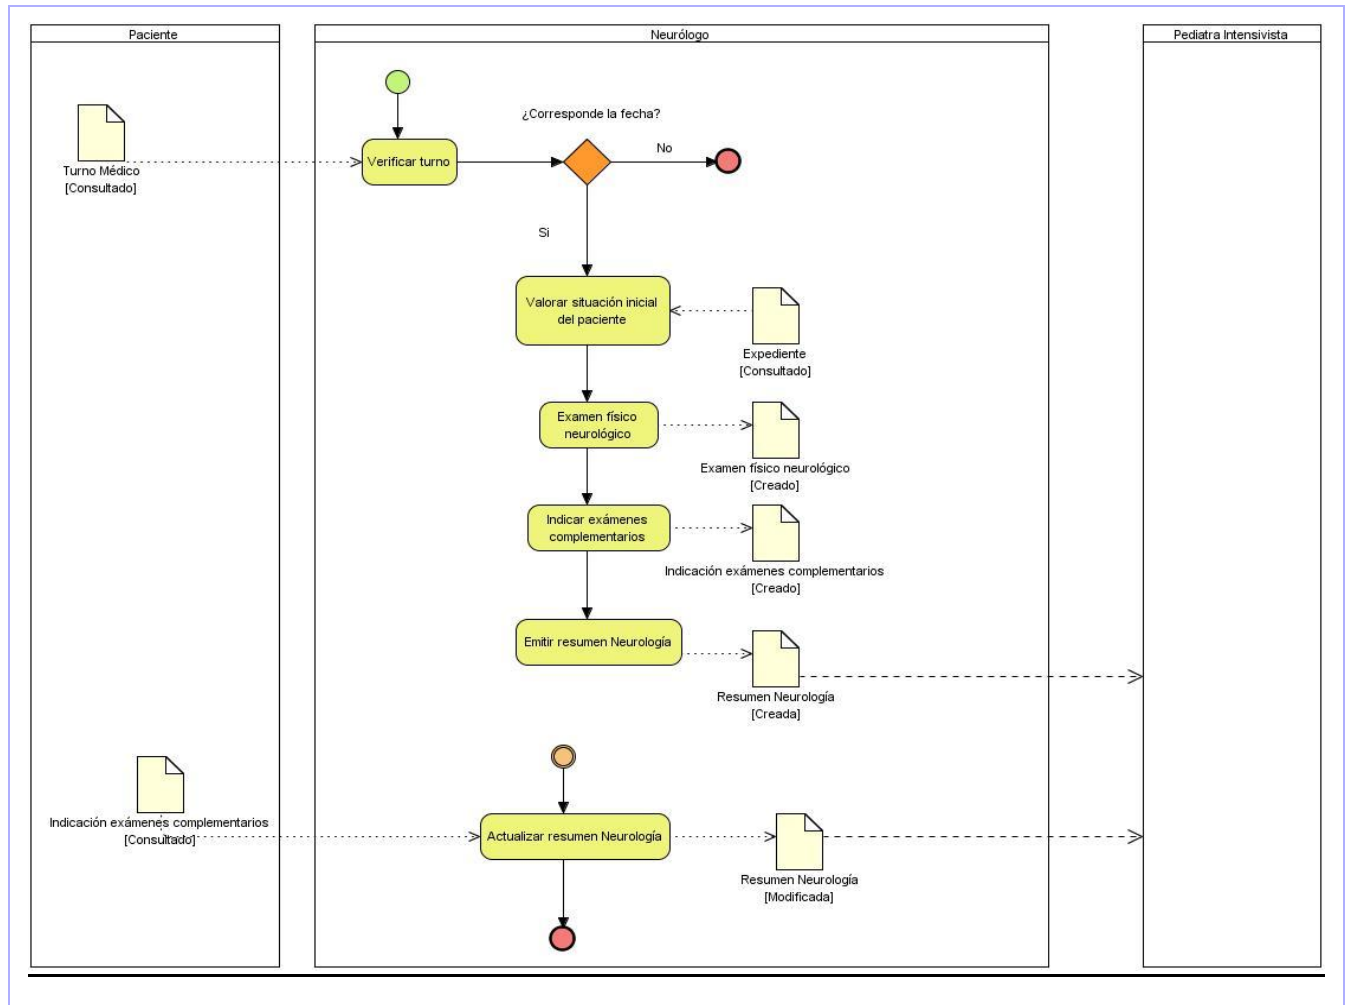 Paciente
Neurólogo
Pediatra Intensivista
¿Corresponde la fecha?
Turno Médico
[Consultado]
Verificar turno
No
Si
Valorar situación inicial
del paciente
Expediente
[Consultado]
Examen físico
neurológico
Examen físico neurológico
[Creado]
Indicar exámenes
complementarios
Indicación exámenes complementarios
[Creado]
Emitir resumen Neurología
Resumen Neurología
[Creada]
Indicación exámenes complementarios
[Consultado]
Actualizar resumen Neurología
Resumen Neurología
[Modificada]